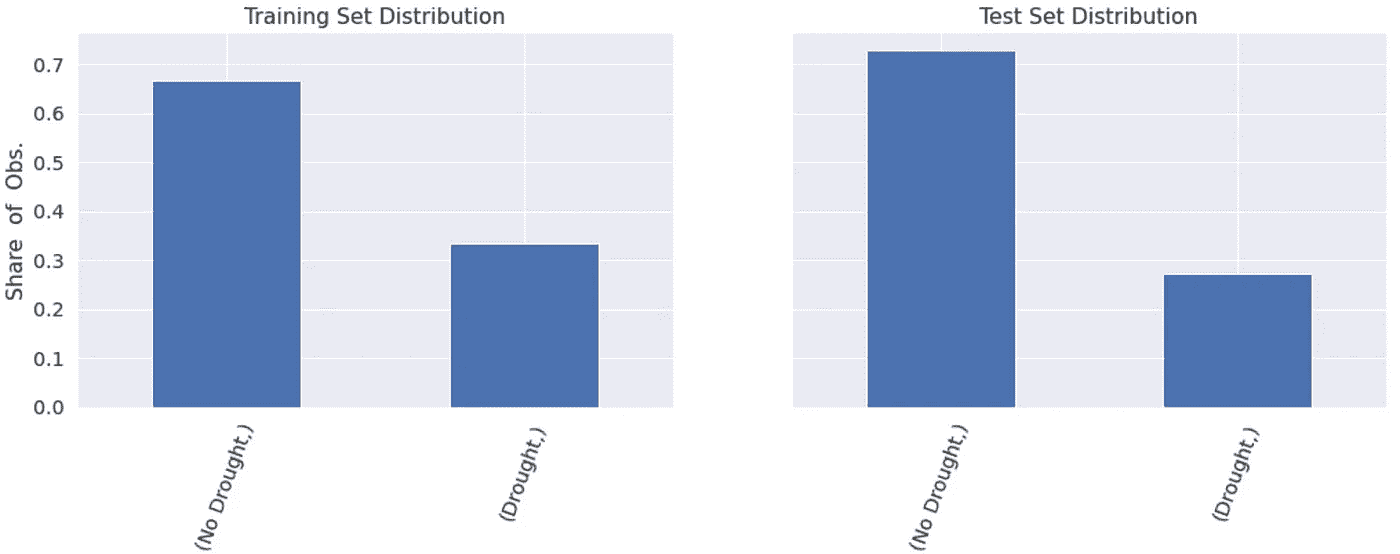 Training Set Distribution
Test Set Distribution
Share of Obs.
0.7
0.6
0.5
0.4
0.3
0.2
0.1
0.0
(No Drought,)
(Drought,)
(No Drought,)
(Drought,)